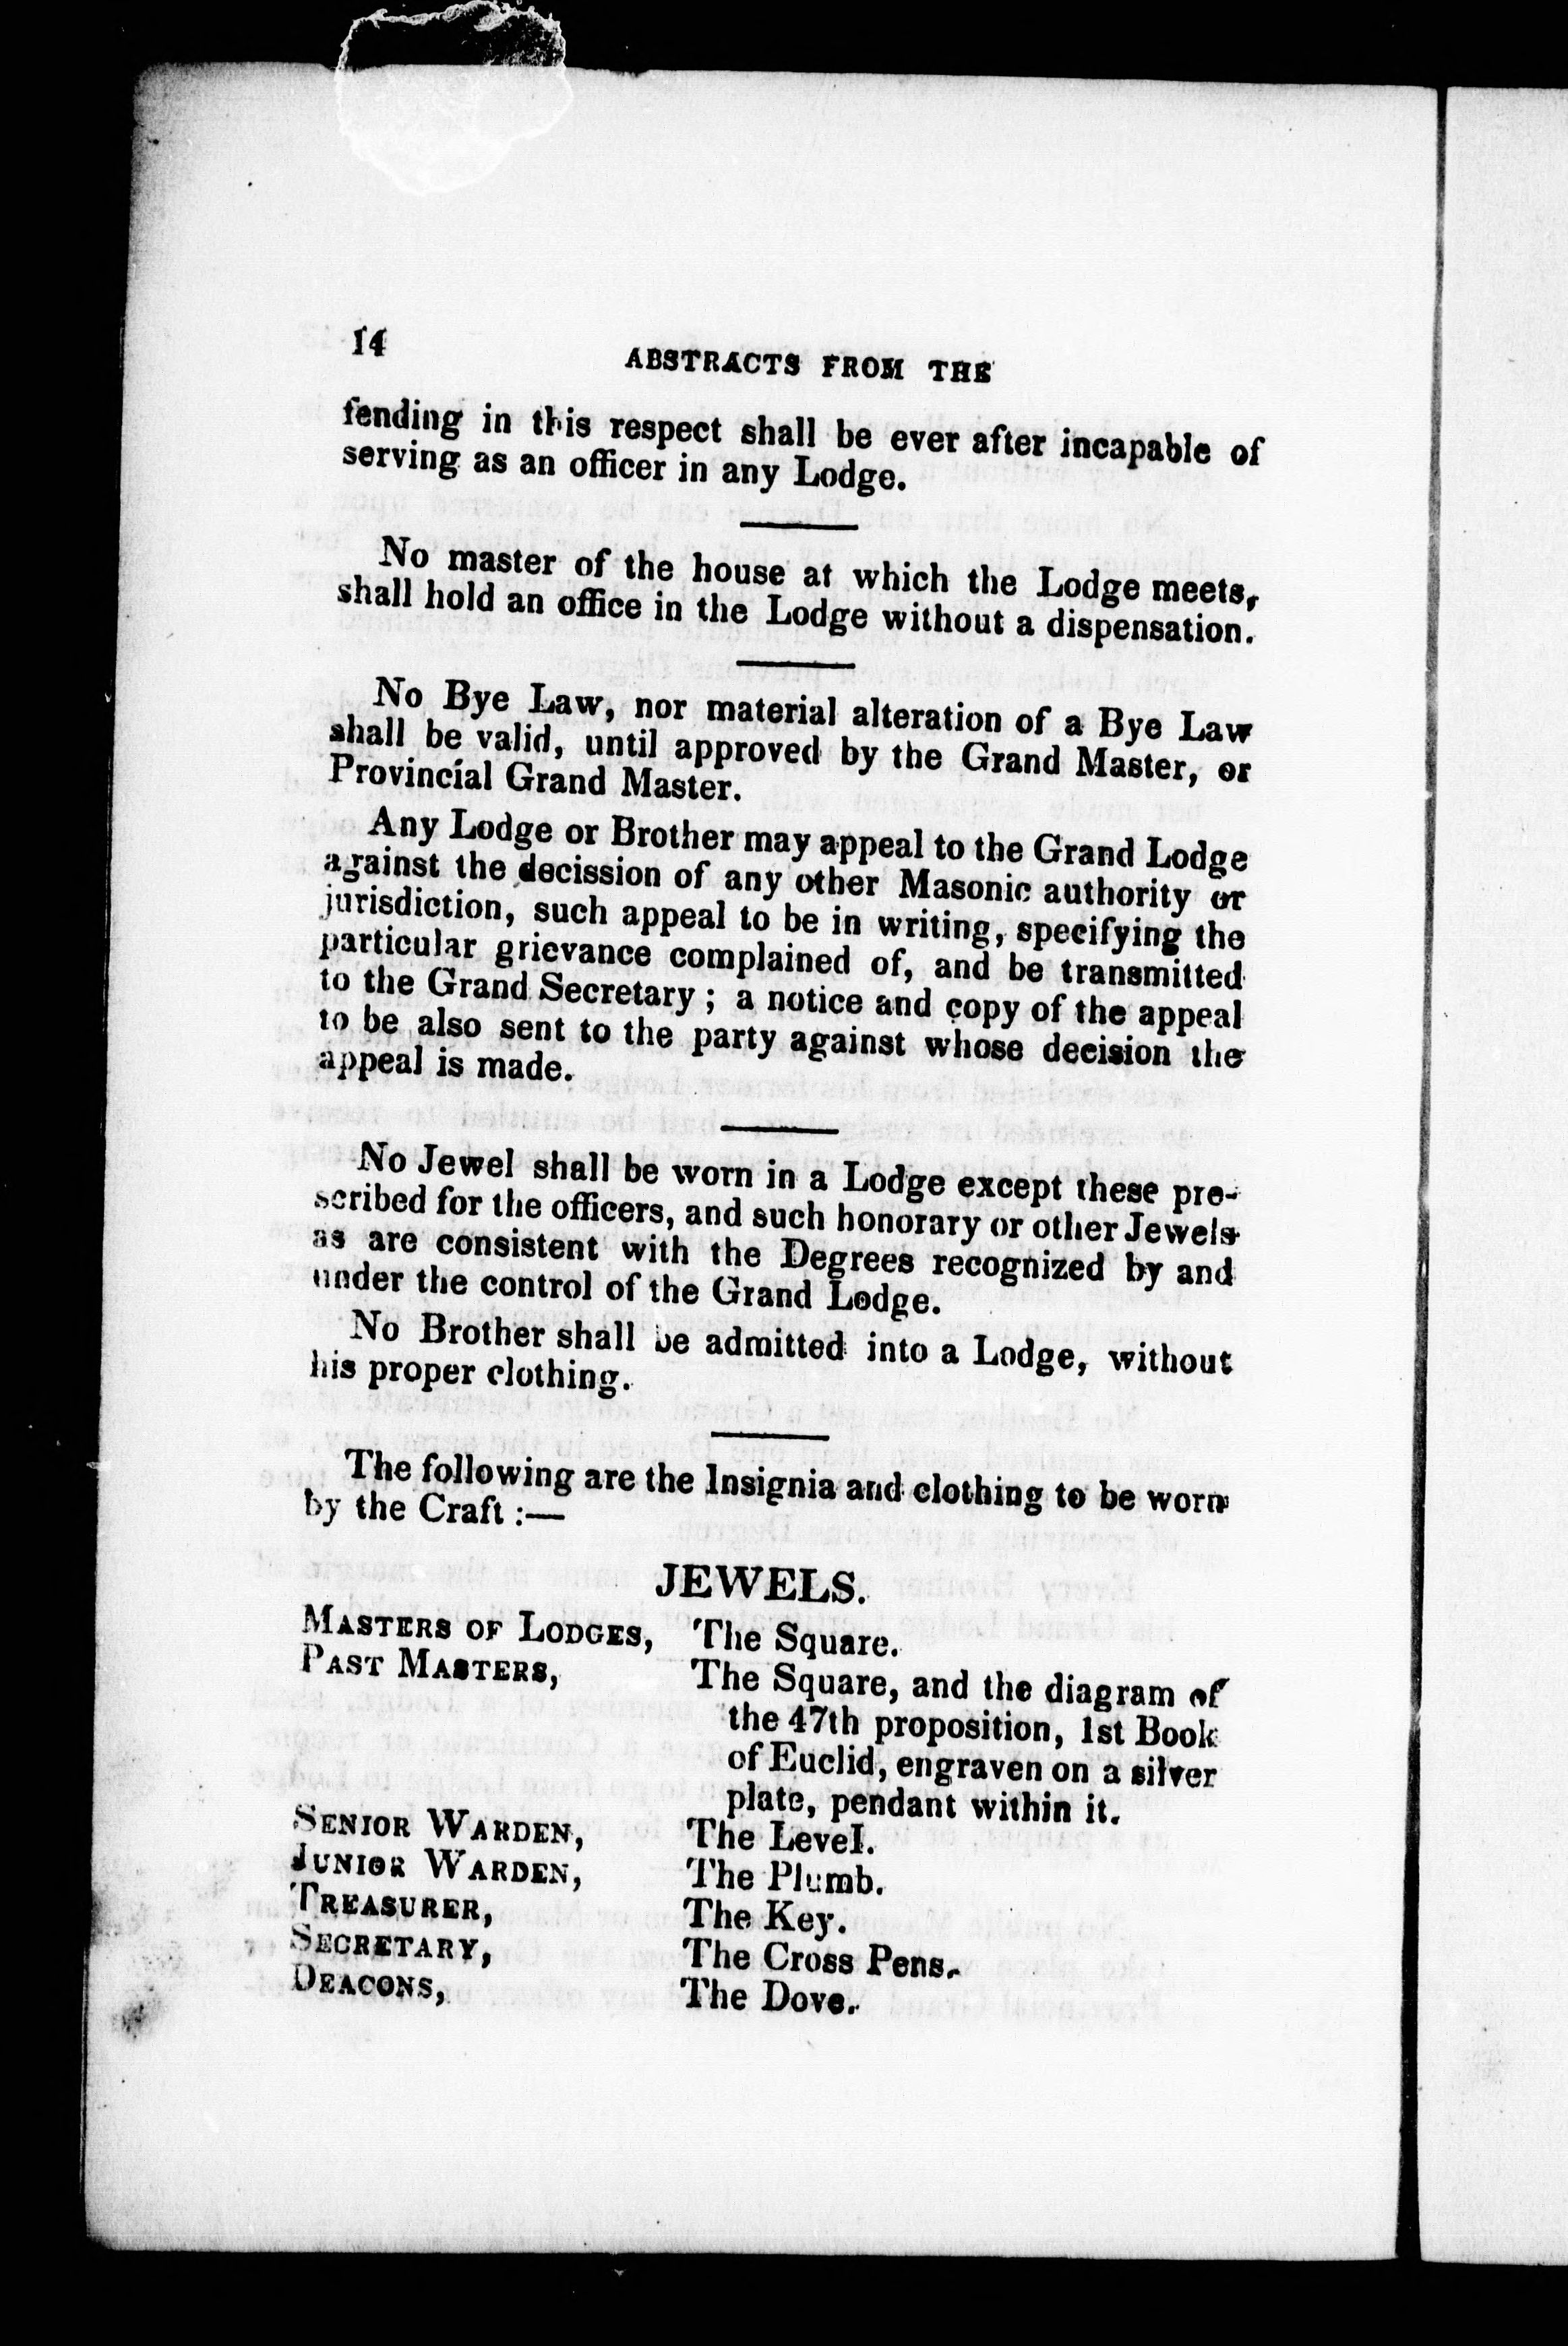 14
ABSTRACTS FROM THE
fending in this respect shall be ever after incapable of
serving as an officer in any Lodge.
No master of the house at which the Lodge meets,
shall hold an office in the Lodge without a dispensation.
No Bye Law, nor material alteration of a Bye Law
shall be valid, until approved by the Grand Master, or
Provincial Grand Master.
Any Lodge or Brother may appeal to the Grand Lodge
against the decission of any other Masonic authority or
jurisdiction, such appeal to be in writing, specifying the
particular grievance complained of, and be transmitted
to the Grand Secretary ; a notice and copy of the appeal
to be also sent to the party against whose decision the
appeal is made.
No Jewel shall be worn in a Lodge except these pre-
scribed for the officers, and such honorary or other Jewels
as are consistent with the Degrees recognized by and
under the control of the Grand Lodge.
No Brother shall be admitted into a Lodge, without
his proper clothing.
The following are the Insignia and clothing to be worn
by the Craft :—
JEWELS.
MASTERS OF LODGES, The Square.
PAST MASTERS, The Square, and the diagram of
the 47th proposition, 1st Book
of Euclid, engraven on a silver
plate, pendant within it.
SENIOR WARDEN, The Level.
JUNIOR WARDEN, The Plumb.
TREASURER, The Key.
SECRETARY, The Cross Pens.
DEACONS, The Dove.